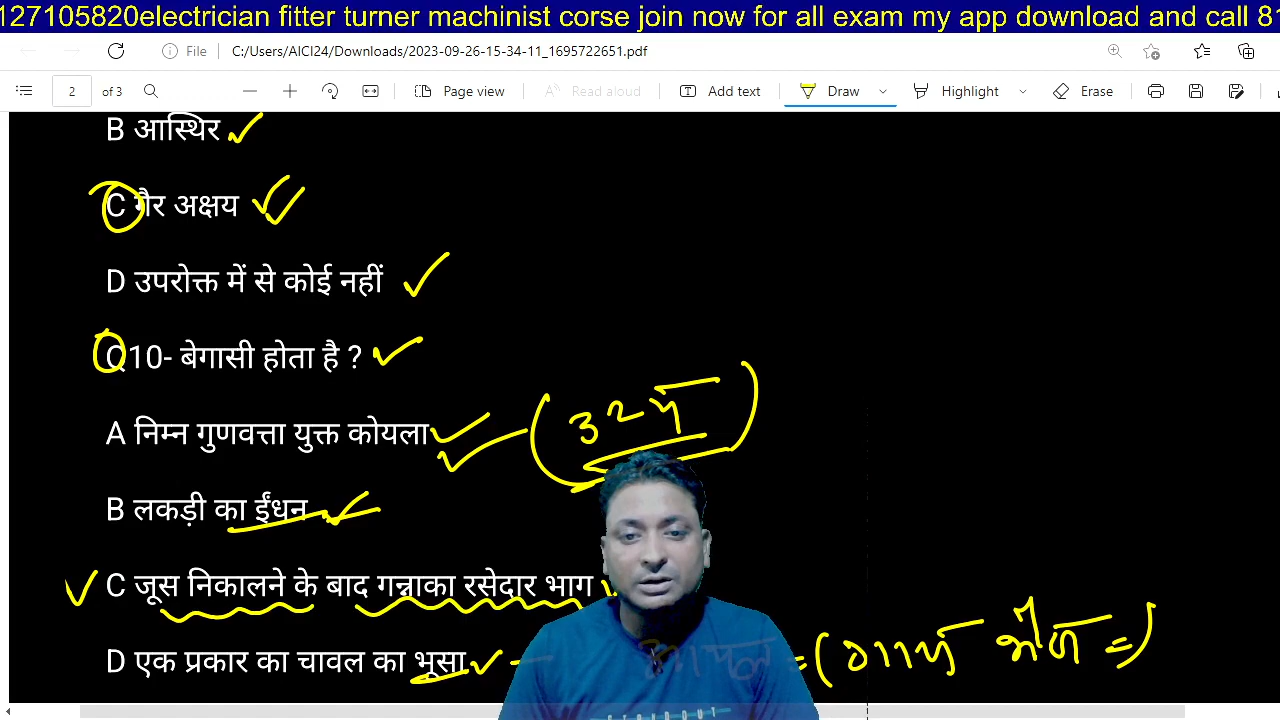 127105820electrician fitter turner machinist corse join now for all exam my app download and call 81
File C:/Users/AICI24/Downloads/2023-09-26-15-34-11_1695722651.pdf
2 of 3 Page view Read aloud Add text Draw Highlight Erase
B आस्थिर
C गैर अक्षय
D उपरोक्त में से कोई नहीं
Q10- बेगासी होता है ?
A निम्न गुणवत्ता युक्त कोयला
B लकड़ी का ईंधन
C जूस निकालने के बाद गन्नाका रसेदार भाग
D एक प्रकार का चावल का भूसा